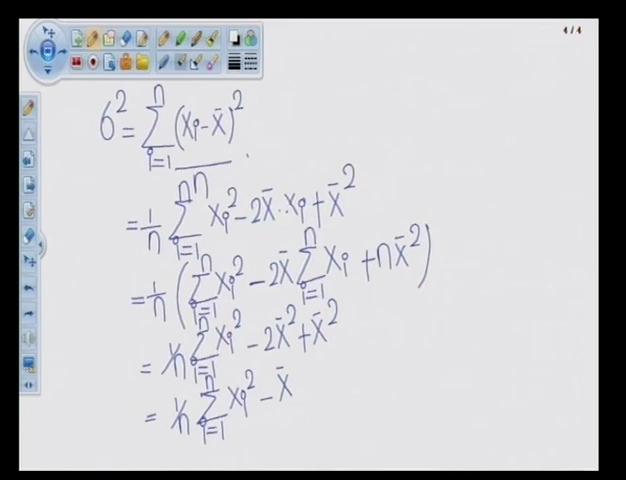 4/4
σ² = Σ_{i=1}^{n} (xᵢ - x̄)² / n
= 1/n Σ_{i=1}^{n} xᵢ² - 2x̄.xᵢ + x̄²
= 1/n ( Σ_{i=1}^{n} xᵢ² - 2x̄ Σ_{i=1}^{n} xᵢ + nx̄² )
= 1/n Σ_{i=1}^{n} xᵢ² - 2x̄² + x̄²
= 1/n Σ_{i=1}^{n} xᵢ² - x̄